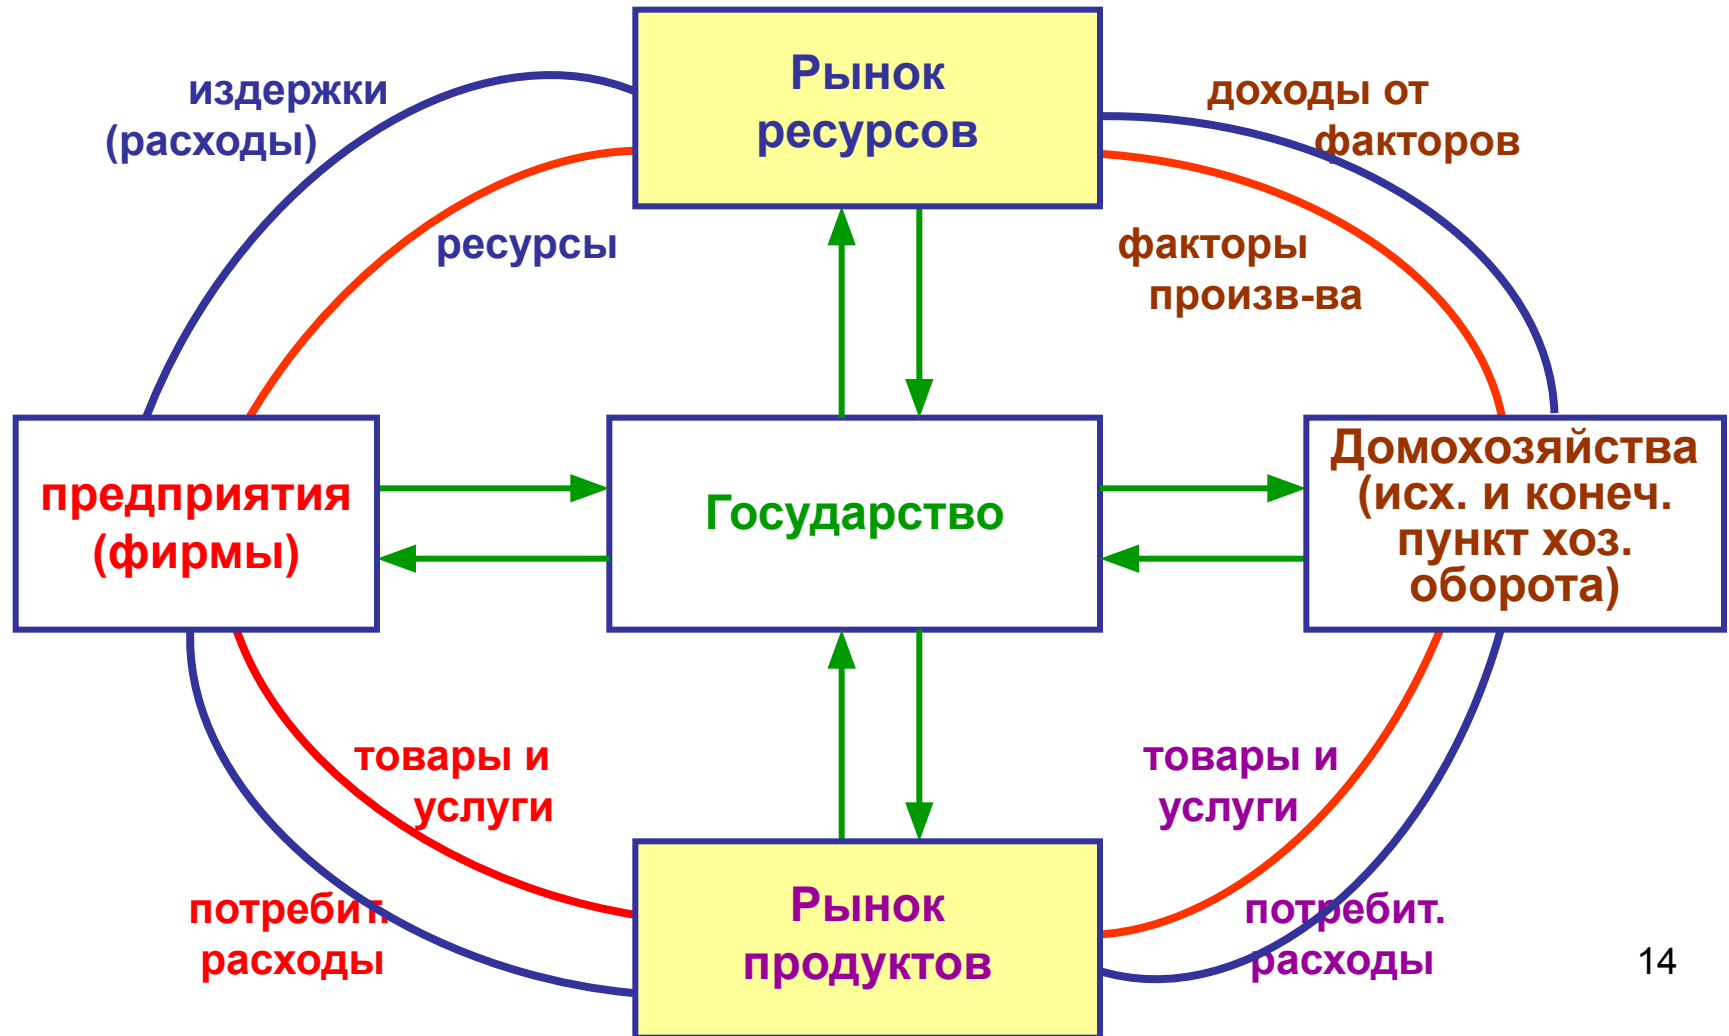 Рынок
ресурсов
издержки
(расходы)
доходы от
факторов
ресурсы
факторы
произв-ва
предприятия
(фирмы)
Государство
Домохозяйства
(исх. и конеч.
пункт хоз.
оборота)
товары и
услуги
товары и
услуги
потребит.
расходы
Рынок
продуктов
потребит.
расходы
14